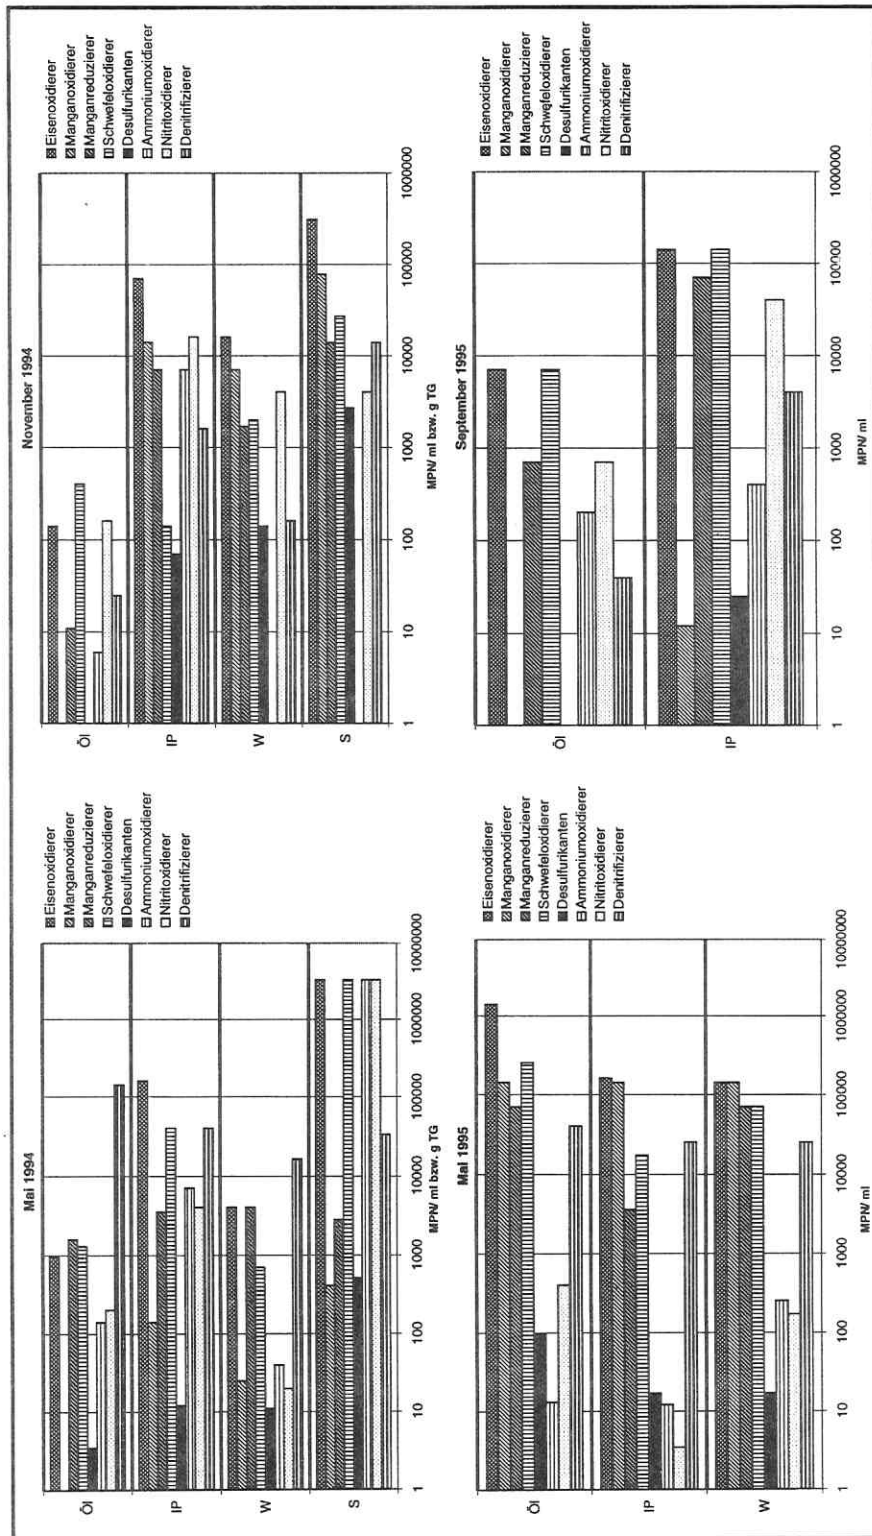 Mai 1994
Öl
IP
W
S
1
10
100
1000
10000
100000
1000000
10000000
MPN/ ml bzw. g TG
Eisenoxidierer
Manganoxidierer
Manganreduzierer
Schwefeloxidierer
Desulfurikanten
Ammoniumoxidierer
Nitritoxidierer
Denitrifizierer
November 1994
Öl
IP
W
S
1
10
100
1000
10000
100000
1000000
MPN/ ml bzw. g TG
Eisenoxidierer
Manganoxidierer
Manganreduzierer
Schwefeloxidierer
Desulfurikanten
Ammoniumoxidierer
Nitritoxidierer
Denitrifizierer
Mai 1995
Öl
IP
W
1
10
100
1000
10000
100000
1000000
10000000
MPN/ ml
Eisenoxidierer
Manganoxidierer
Manganreduzierer
Schwefeloxidierer
Desulfurikanten
Ammoniumoxidierer
Nitritoxidierer
Denitrifizierer
September 1995
Öl
IP
1
10
100
1000
10000
100000
1000000
MPN/ ml
Eisenoxidierer
Manganoxidierer
Manganreduzierer
Schwefeloxidierer
Desulfurikanten
Ammoniumoxidierer
Nitritoxidierer
Denitrifizierer